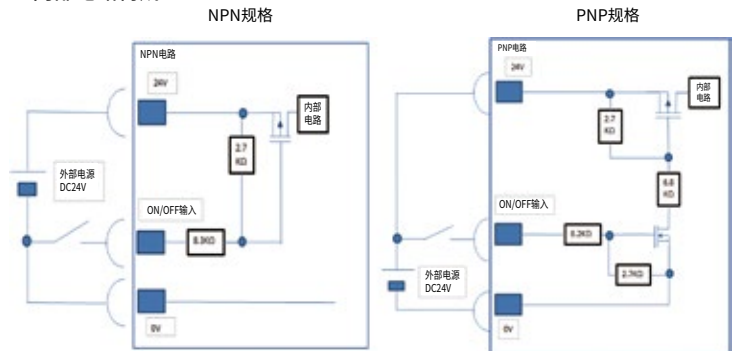 NPN规格
PNP规格
NPN电路
24V
内部
电路
2.7
KΩ
外部电源
DC24V
ON/OFF输入
8.3KΩ
0V
PNP电路
24V
内部
电路
2.7
KΩ
6.8
KΩ
ON/OFF输入
8.2KΩ
2.7KΩ
外部电源
DC24V
0V